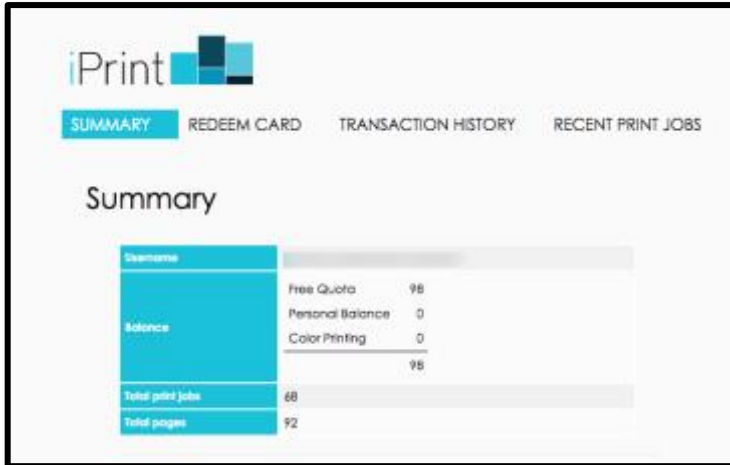 iPrint
SUMMARY REDEEM CARD TRANSACTION HISTORY RECENT PRINT JOBS
Summary
Username
Balance
Free Quota 98
Personal Balance 0
Color Printing 0
98
Total print jobs 68
Total pages 92